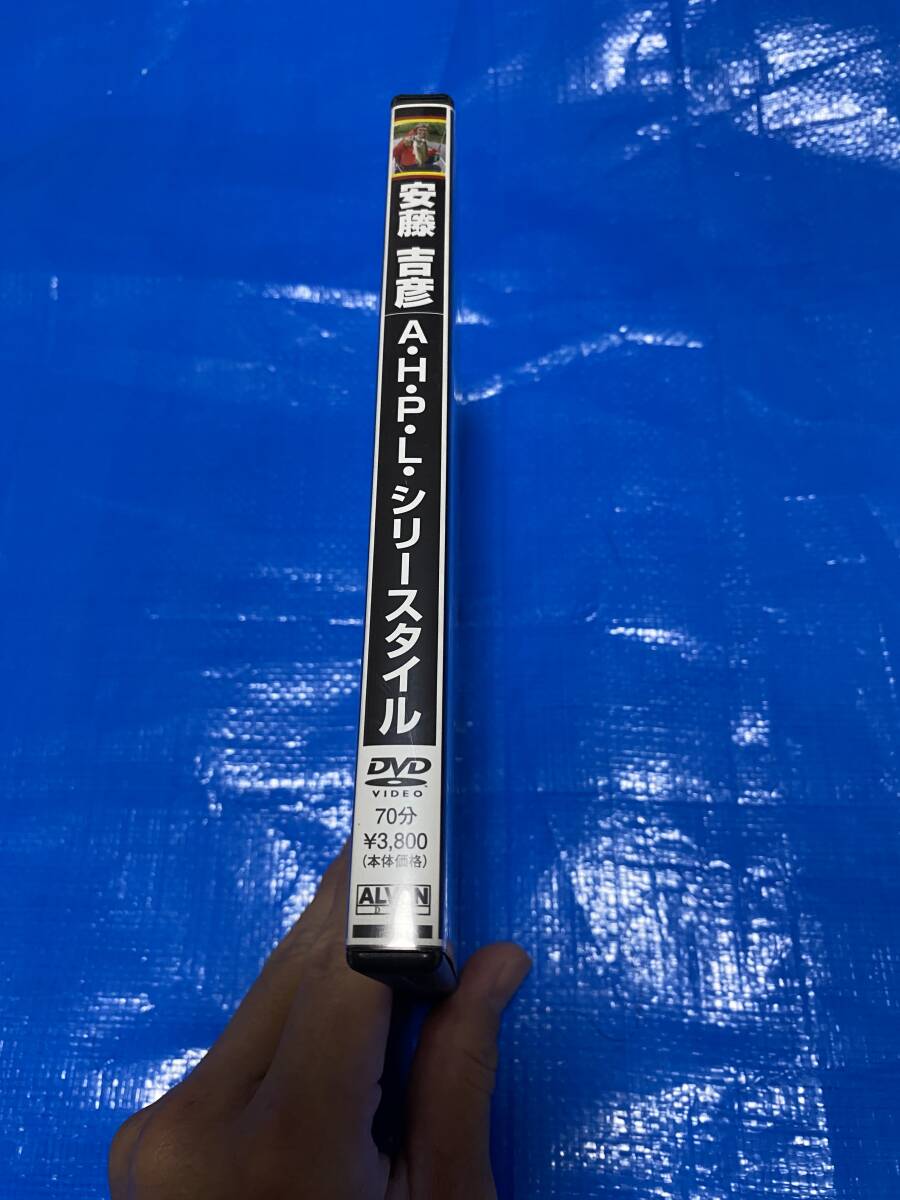 安藤 吉彦
A・H・P・L・シリースタイル
DVD
VIDEO
70分
¥3,800
(本体価格)